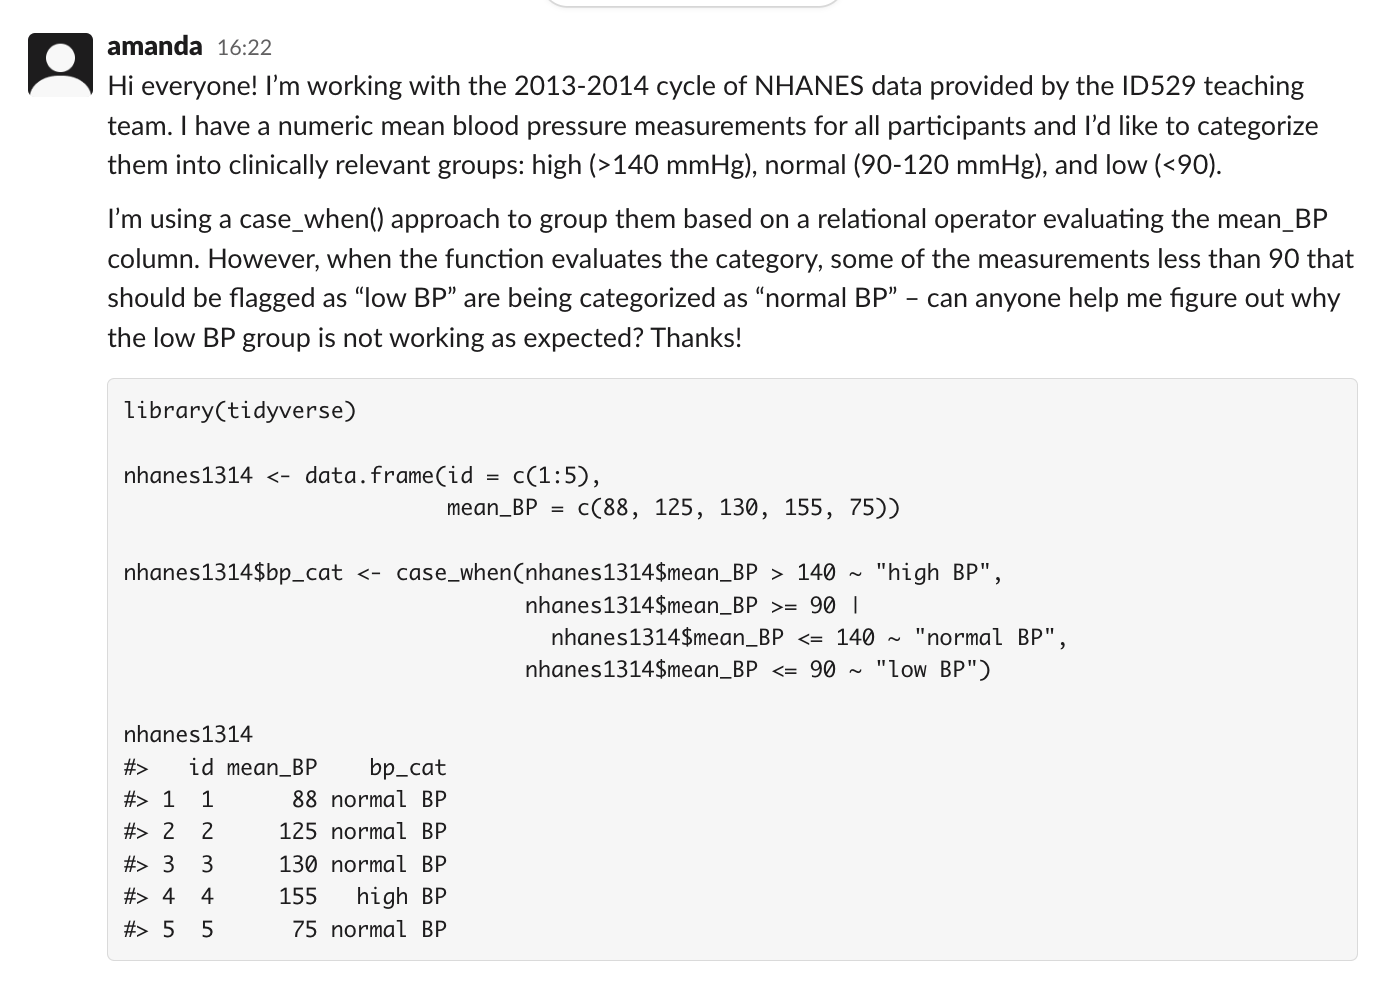 amanda 16:22
Hi everyone! I'm working with the 2013-2014 cycle of NHANES data provided by the ID529 teaching
team. I have a numeric mean blood pressure measurements for all participants and I'd like to categorize
them into clinically relevant groups: high (>140 mmHg), normal (90-120 mmHg), and low (<90).
I'm using a case_when() approach to group them based on a relational operator evaluating the mean_BP
column. However, when the function evaluates the category, some of the measurements less than 90 that
should be flagged as “low BP” are being categorized as “normal BP” – can anyone help me figure out why
the low BP group is not working as expected? Thanks!
library(tidyverse)
nhanes1314 <- data.frame(id = c(1:5),
                         mean_BP = c(88, 125, 130, 155, 75))
nhanes1314$bp_cat <- case_when(nhanes1314$mean_BP > 140 ~ "high BP",
                               nhanes1314$mean_BP >= 90 |
                                 nhanes1314$mean_BP <= 140 ~ "normal BP",
                               nhanes1314$mean_BP <= 90 ~ "low BP")
nhanes1314
#>   id mean_BP    bp_cat
#> 1  1      88 normal BP
#> 2  2     125 normal BP
#> 3  3     130 normal BP
#> 4  4     155   high BP
#> 5  5      75 normal BP